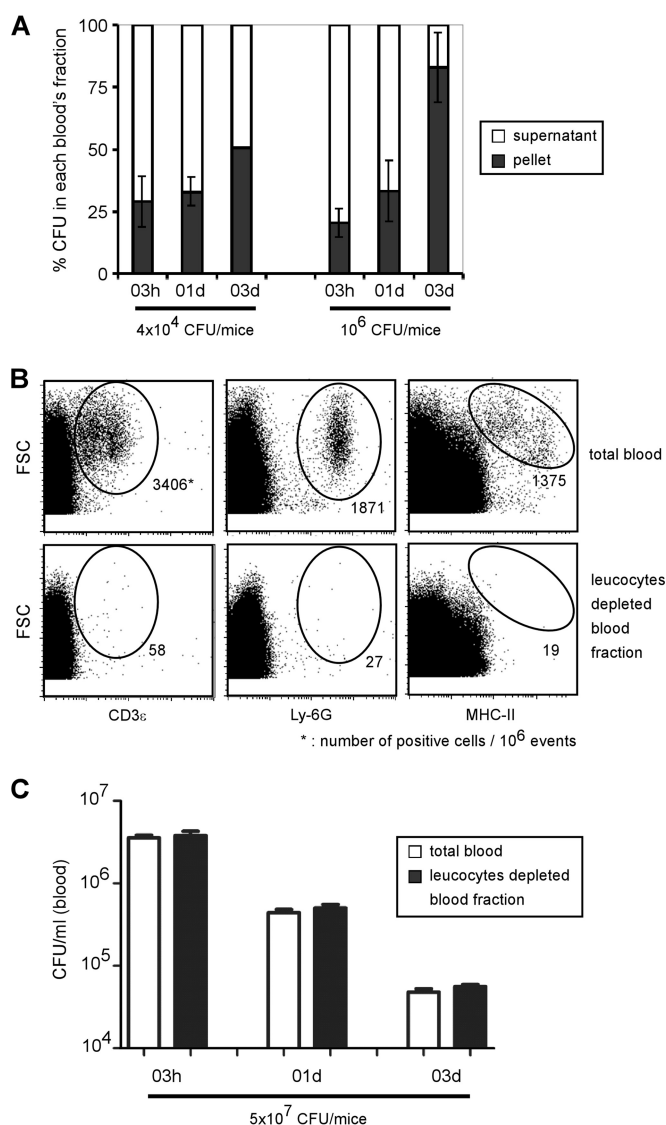 A
% CFU in each blood's fraction
100
75
50
25
0
03h 01d 03d 03h 01d 03d
4x10⁴ CFU/mice 10⁶ CFU/mice
supernatant
pellet
B
FSC
3406*
1871
1375
total blood
FSC
58
27
19
leucocytes
depleted
blood
fraction
CD3ε Ly-6G MHC-II
* : number of positive cells / 10⁶ events
C
CFU/ml (blood)
10⁷
10⁶
10⁵
10⁴
total blood
leucocytes depleted
blood fraction
03h 01d 03d
5x10⁷ CFU/mice